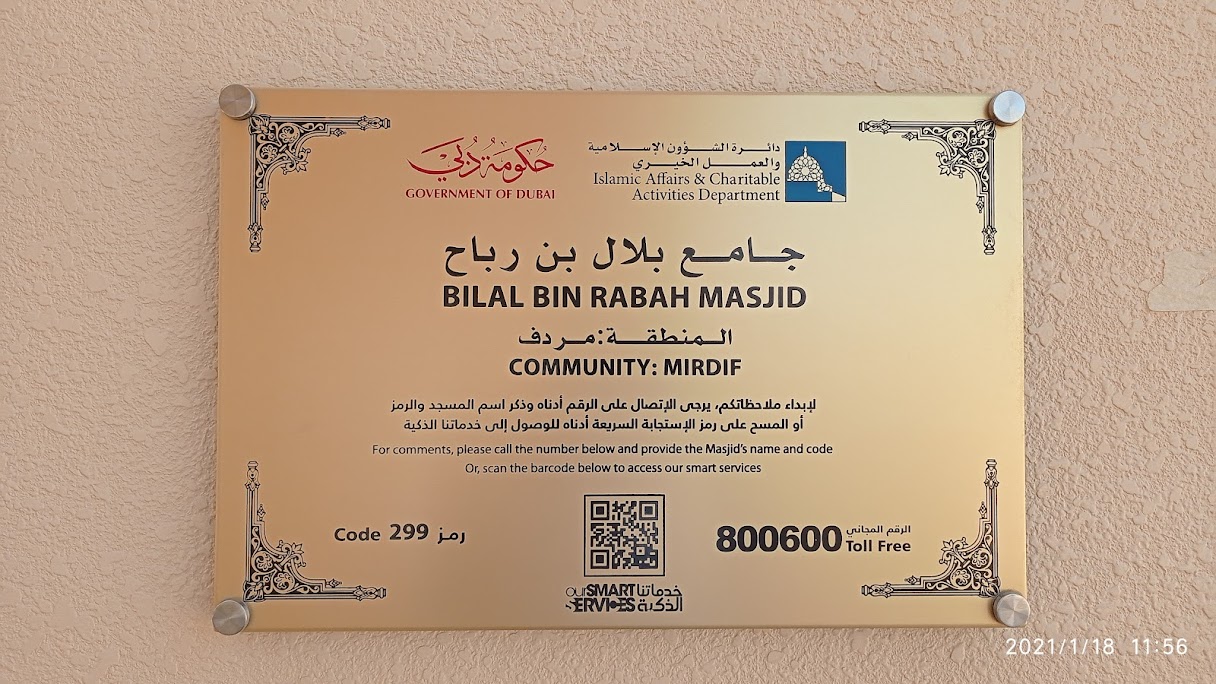 حكومة دبي
GOVERNMENT OF DUBAI
دائرة الشؤون الإسلامية
والعمل الخيري
Islamic Affairs & Charitable
Activities Department
جامع بلال بن رباح
BILAL BIN RABAH MASJID
المنطقة:مردف
COMMUNITY: MIRDIF
لإبداء ملاحظاتكم، يرجى الإتصال على الرقم أدناه وذكر اسم المسجد والرمز
أو المسح على رمز الإستجابة السريعة أدناه للوصول إلى خدماتنا الذكية
For comments, please call the number below and provide the Masjid's name and code
Or, scan the barcode below to access our smart services
Code 299 رمز
800600
الرقم المجاني
Toll Free
ourSMART خدماتنا
SERVICES الذكية
2021/1/18 11:56